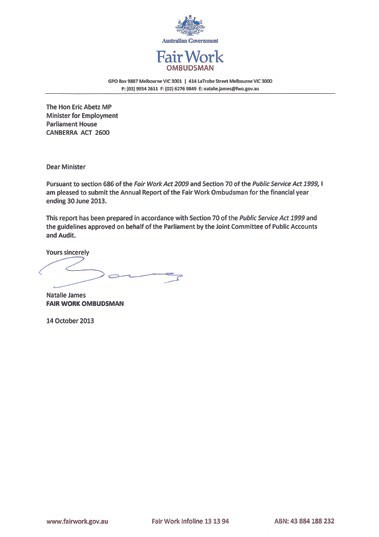 Australian Government
Fair Work
OMBUDSMAN
GPO Box 9887 Melbourne VIC 3001 | 414 LaTrobe Street Melbourne VIC 3000
P: (03) 9954 2611 F: (02) 6276 0849 E: natalie.james@fwo.gov.au
The Hon Eric Abetz MP
Minister for Employment
Parliament House
CANBERRA ACT 2600
Dear Minister
Pursuant to section 686 of the Fair Work Act 2009 and Section 70 of the Public Service Act 1999, I
am pleased to submit the Annual Report of the Fair Work Ombudsman for the financial year
ending 30 June 2013.
This report has been prepared in accordance with Section 70 of the Public Service Act 1999 and
the guidelines approved on behalf of the Parliament by the Joint Committee of Public Accounts
and Audit.
Yours sincerely
Natalie James
FAIR WORK OMBUDSMAN
14 October 2013
www.fairwork.gov.au Fair Work Infoline 13 13 94 ABN: 43 884 188 232